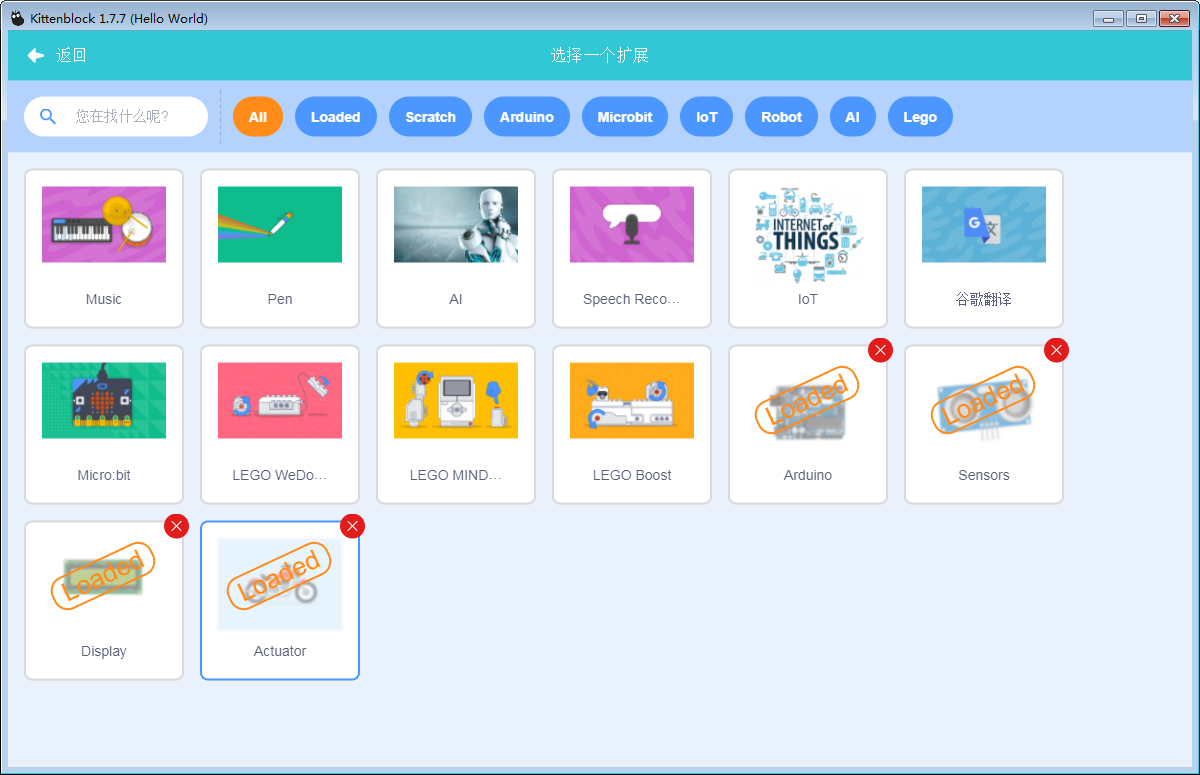 Kittenblock 1.7.7 (Hello World)
返回
选择一个扩展
您在找什么呢?
All
Loaded
Scratch
Arduino
Microbit
IoT
Robot
AI
Lego
INTERNET of
THINGS
G 文
Music
Pen
AI
Speech Reco...
IoT
谷歌翻译
Loaded
Loaded
Micro:bit
LEGO WeDo...
LEGO MIND...
LEGO Boost
Arduino
Sensors
Loaded
Loaded
Display
Actuator